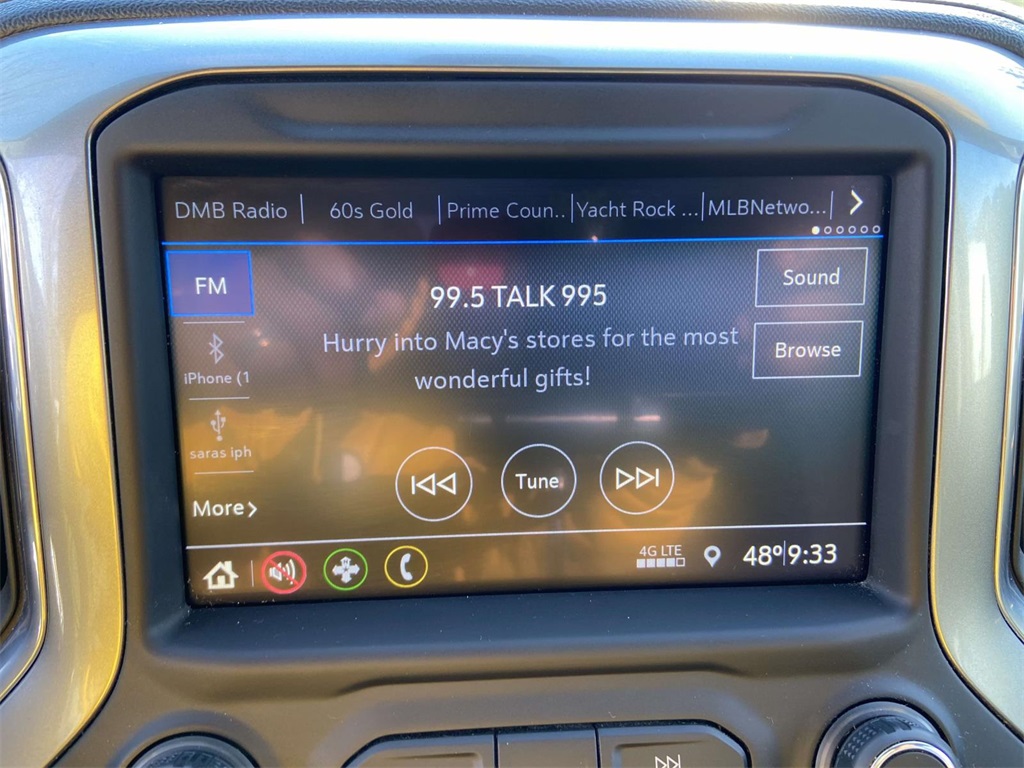 DMB Radio
60s Gold
Prime Coun..
Yacht Rock ...
MLBNetwo...
FM
99.5 TALK 995
Sound
Hurry into Macy's stores for the most
wonderful gifts!
Browse
iPhone (1
saras iph
Tune
More
4G LTE
48º 9:33